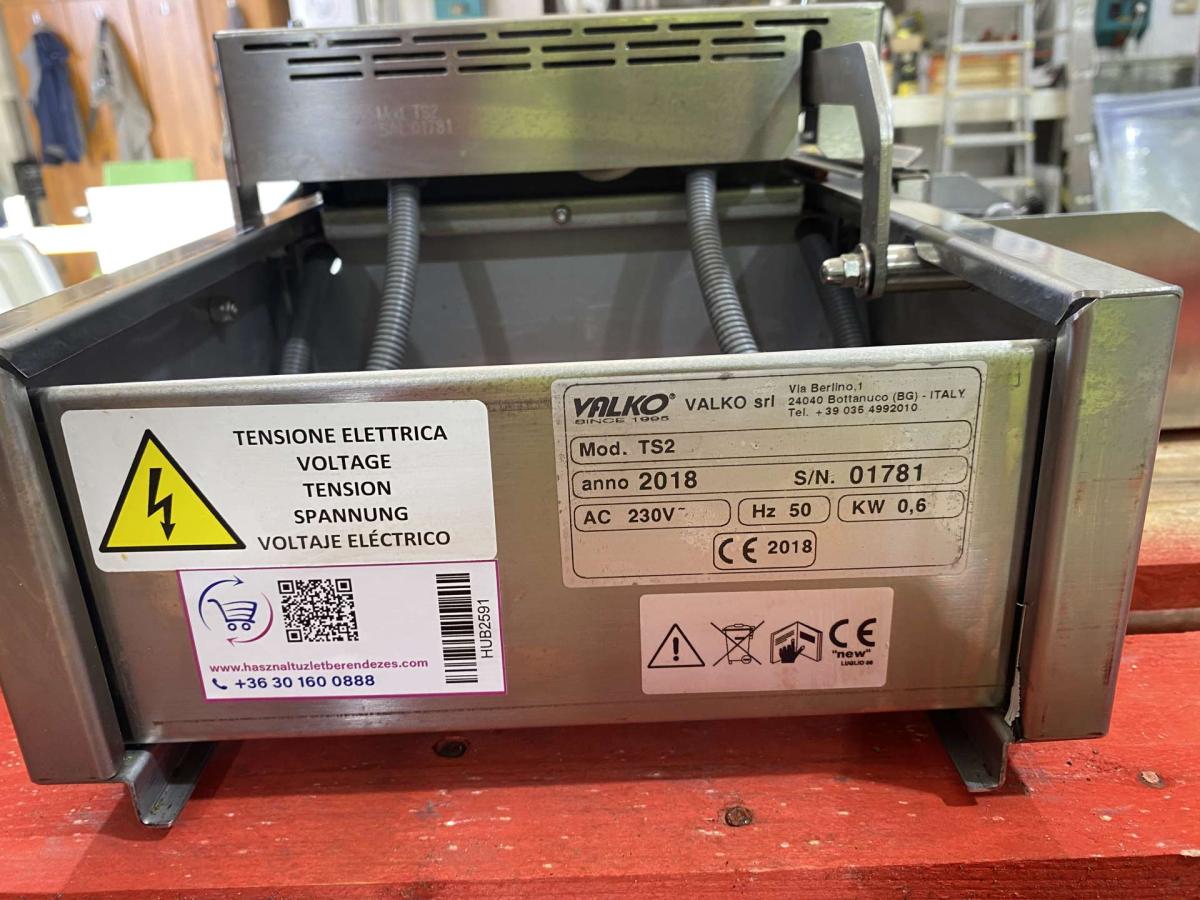 Mod. TS2
S/N. 01781
TENSIONE ELETTRICA
VOLTAGE
TENSION
SPANNUNG
VOLTAJE ELÉCTRICO
VALKO®
SINCE 1995
VALKO srl
Via Berlino,1
24040 Bottanuco (BG) - ITALY
Tel. +39 035 4992010
Mod. TS2
anno 2018 S/N. 01781
AC 230V~ Hz 50 KW 0,6
CE 2018
www.hasznaltuzletberendezes.com
+36 30 160 0888
HUB2591
CE
"new"
LUGLIO 06